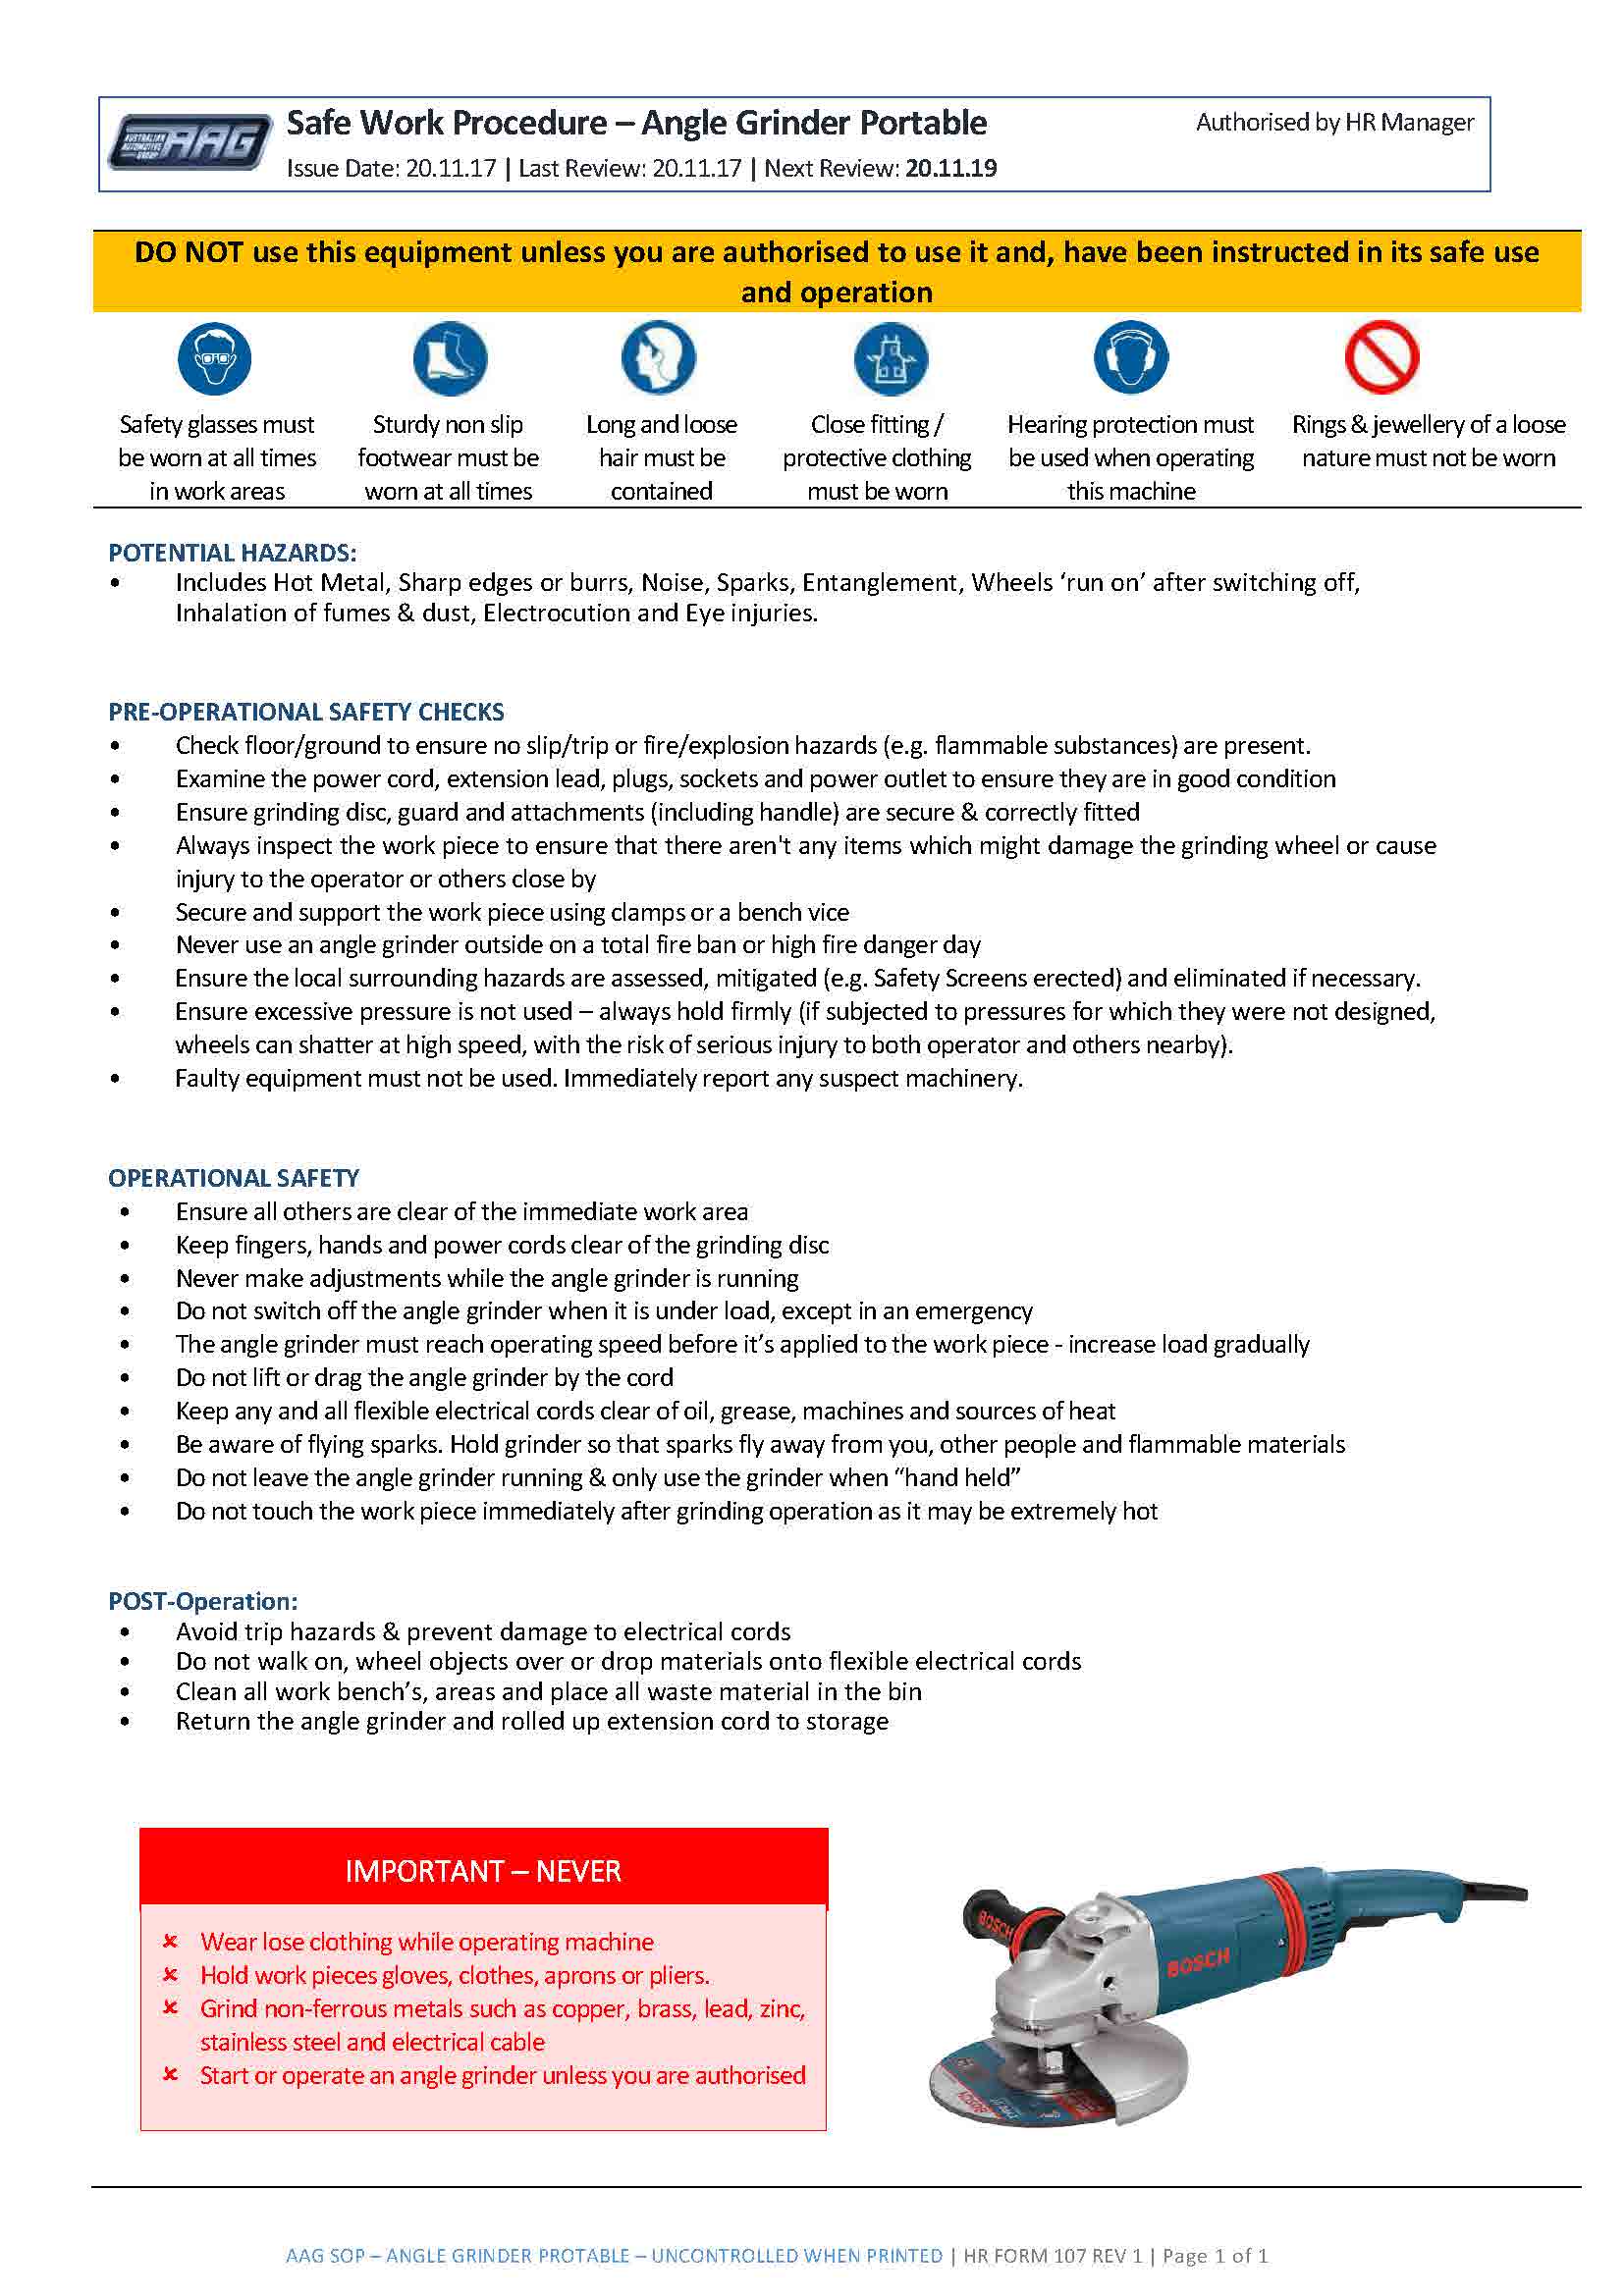 AUSTRALIAN
AUTOMOTIVE
GROUP
AAG
Safe Work Procedure – Angle Grinder Portable
Authorised by HR Manager
Issue Date: 20.11.17 | Last Review: 20.11.17 | Next Review: 20.11.19
DO NOT use this equipment unless you are authorised to use it and, have been instructed in its safe use
and operation
Safety glasses must
be worn at all times
in work areas
Sturdy non slip
footwear must be
worn at all times
Long and loose
hair must be
contained
Close fitting /
protective clothing
must be worn
Hearing protection must
be used when operating
this machine
Rings & jewellery of a loose
nature must not be worn
POTENTIAL HAZARDS:
• Includes Hot Metal, Sharp edges or burrs, Noise, Sparks, Entanglement, Wheels ‘run on’ after switching off,
Inhalation of fumes & dust, Electrocution and Eye injuries.
PRE-OPERATIONAL SAFETY CHECKS
• Check floor/ground to ensure no slip/trip or fire/explosion hazards (e.g. flammable substances) are present.
• Examine the power cord, extension lead, plugs, sockets and power outlet to ensure they are in good condition
• Ensure grinding disc, guard and attachments (including handle) are secure & correctly fitted
• Always inspect the work piece to ensure that there aren't any items which might damage the grinding wheel or cause
injury to the operator or others close by
• Secure and support the work piece using clamps or a bench vice
• Never use an angle grinder outside on a total fire ban or high fire danger day
• Ensure the local surrounding hazards are assessed, mitigated (e.g. Safety Screens erected) and eliminated if necessary.
• Ensure excessive pressure is not used – always hold firmly (if subjected to pressures for which they were not designed,
wheels can shatter at high speed, with the risk of serious injury to both operator and others nearby).
• Faulty equipment must not be used. Immediately report any suspect machinery.
OPERATIONAL SAFETY
• Ensure all others are clear of the immediate work area
• Keep fingers, hands and power cords clear of the grinding disc
• Never make adjustments while the angle grinder is running
• Do not switch off the angle grinder when it is under load, except in an emergency
• The angle grinder must reach operating speed before it’s applied to the work piece - increase load gradually
• Do not lift or drag the angle grinder by the cord
• Keep any and all flexible electrical cords clear of oil, grease, machines and sources of heat
• Be aware of flying sparks. Hold grinder so that sparks fly away from you, other people and flammable materials
• Do not leave the angle grinder running & only use the grinder when “hand held”
• Do not touch the work piece immediately after grinding operation as it may be extremely hot
POST-Operation:
• Avoid trip hazards & prevent damage to electrical cords
• Do not walk on, wheel objects over or drop materials onto flexible electrical cords
• Clean all work bench’s, areas and place all waste material in the bin
• Return the angle grinder and rolled up extension cord to storage
IMPORTANT – NEVER
Wear lose clothing while operating machine
Hold work pieces gloves, clothes, aprons or pliers.
Grind non-ferrous metals such as copper, brass, lead, zinc,
stainless steel and electrical cable
Start or operate an angle grinder unless you are authorised
BOSCH
BOSCH
AAG SOP – ANGLE GRINDER PROTABLE – UNCONTROLLED WHEN PRINTED | HR FORM 107 REV 1 | Page 1 of 1